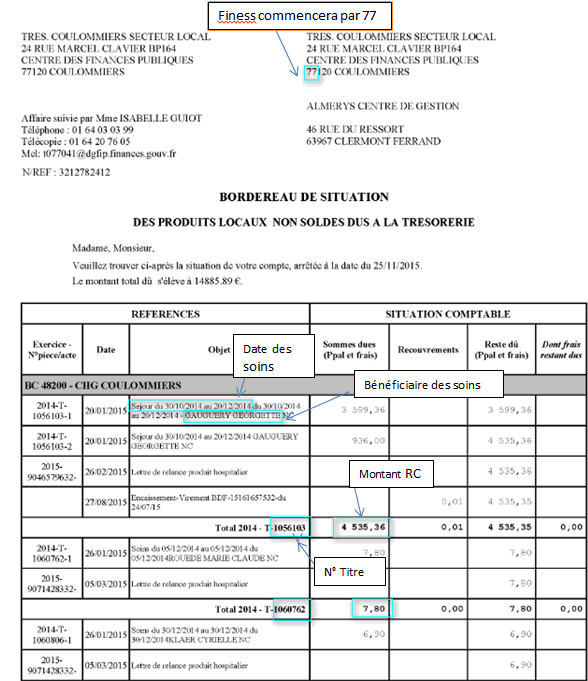 Finess commencera par 77
TRES. COULOMMIERS SECTEUR LOCAL
24 RUE MARCEL CLAVIER BP164
CENTRE DES FINANCES PUBLIQUES
77120 COULOMMIERS
TRES. COULOMMIERS SECTEUR LOCAL
24 RUE MARCEL CLAVIER BP164
CENTRE DES FINANCES PUBLIQUES
77120 COULOMMIERS
ALMERYS CENTRE DE GESTION
46 RUE DU RESSORT
63967 CLERMONT FERRAND
Affaire suivie par Mme ISABELLE GUIOT
Téléphone : 01 64 03 03 99
Télécopie : 01 64 20 76 05
Mel: t077041@dgfip.finances.gouv.fr
N/REF : 3212782412
BORDEREAU DE SITUATION
DES PRODUITS LOCAUX NON SOLDES DUS A LA TRESORERIE
Madame, Monsieur,
Veuillez trouver ci-après la situation de votre compte, arrêtée à la date du 25/11/2015.
Le montant total dû s'élève à 14885.89 €.
REFERENCES SITUATION COMPTABLE
Exercice - N°piece/acte Date Objet Sommes dues (Ppal et frais) Recouvrements Reste dû (Ppal et frais) Dont frais restant dus
Date des soins
Bénéficiaire des soins
BC 48200 - CHG COULOMMIERS
2014-T-1056103-1 20/01/2015 Sejour du 30/10/2014 au 20/12/2014 du 30/10/2014 au 20/12/2014 - GAUGUERY GEORGETTE NC 3 599,36 3 599,36
2014-T-1056103-2 20/01/2015 Sejour du 30/10/2014 au 20/12/2014 GAUGUERY GEORGETTE NC 936,00 4 535,36
2015-9046579632- 26/02/2015 Lettre de relance produit hospitalier 4 535,36
Montant RC
27/08/2015 Encaissement-Virement BDF-15161657532-du 24/07/15 0,01 4 535,35
Total 2014 - T-1056103 4 535,36 0,01 4 535,35 0,00
2014-T-1060762-1 26/01/2015 Soins du 05/12/2014 au 05/12/2014 du 05/12/2014ROUEDE MARIE CLAUDE NC 7,80 7,80
N° Titre
2015-9071428332- 05/03/2015 Lettre de relance produit hospitalier 7,80
Total 2014 - T-1060762 7,80 0,00 7,80 0,00
2014-T-1060806-1 26/01/2015 Soins du 30/12/2014 au 30/12/2014 du 30/12/2014KLAER CYRIELLE NC 6,90 6,90
2015-9071428332- 05/03/2015 Lettre de relance produit hospitalier 6,90